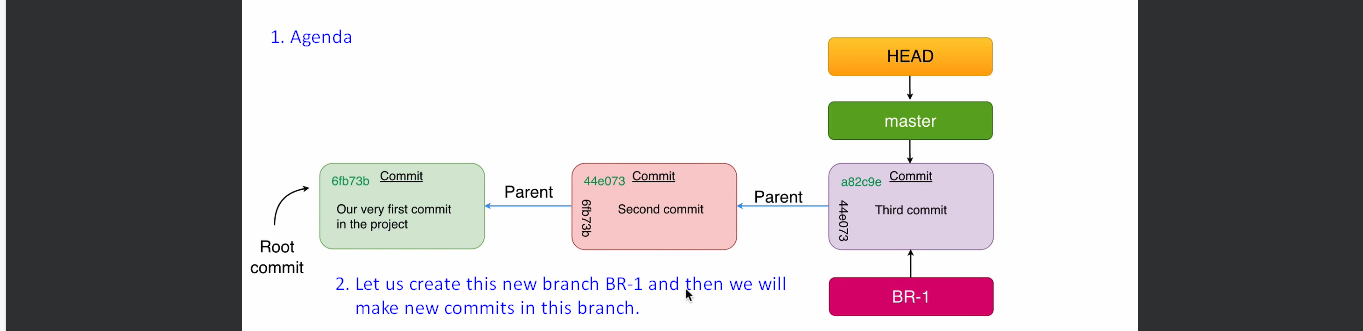 1. Agenda
HEAD
master
6fb73b Commit
Our very first commit
in the project
Parent
44e073 Commit
6fb73b
Second commit
Parent
a82c9e Commit
44e073
Third commit
Root
commit
2. Let us create this new branch BR-1 and then we will
make new commits in this branch.
BR-1